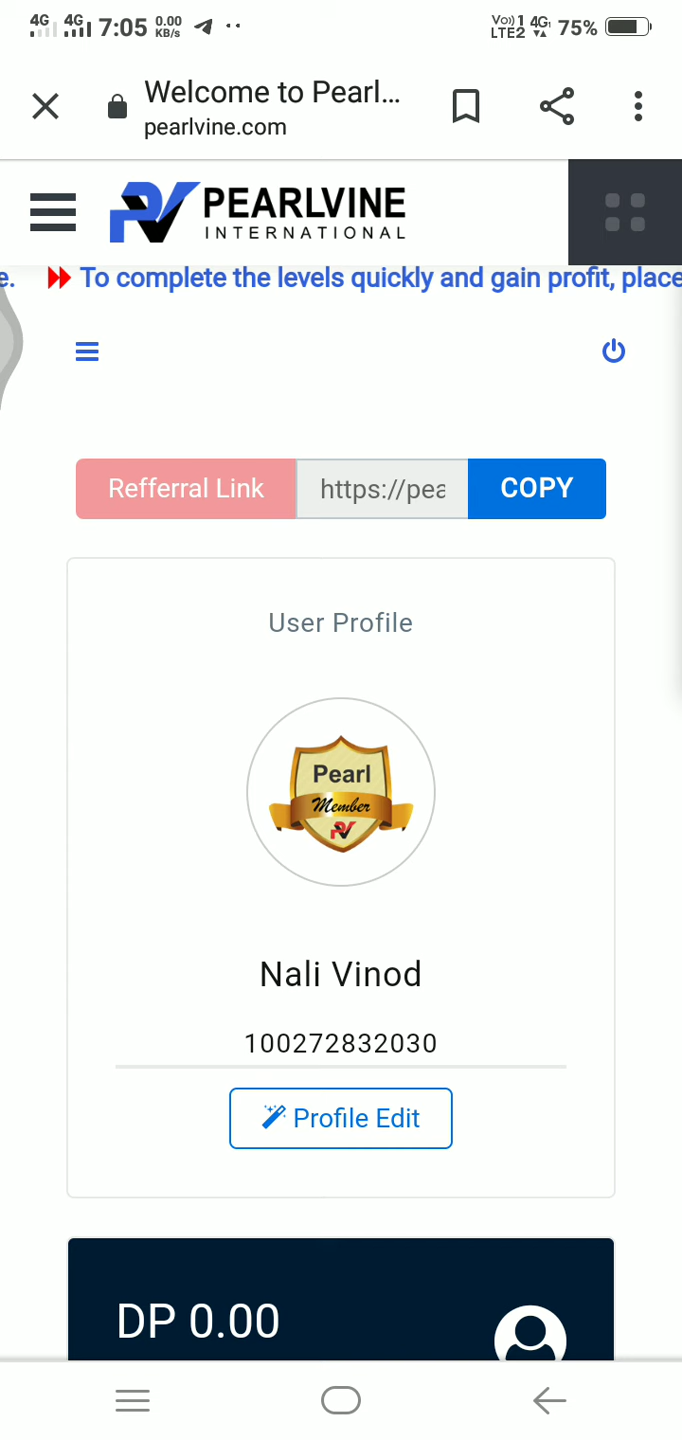 4G 4G 7:05 0.00 KB/s 75%
Vo) 1 4G
LTE2
Welcome to Pearl...
pearlvine.com
PV PEARLVINE
INTERNATIONAL
e. To complete the levels quickly and gain profit, place
Refferral Link https://pea COPY
User Profile
Pearl
Member
PV
Nali Vinod
100272832030
Profile Edit
DP 0.00